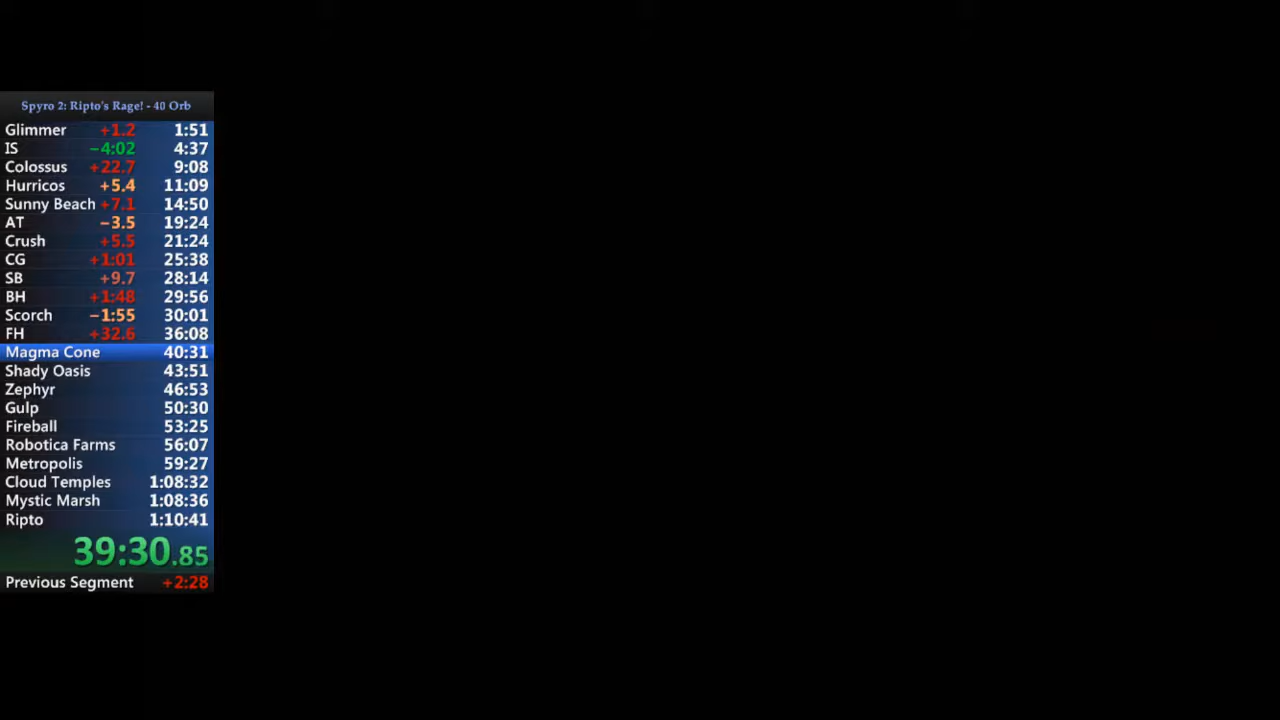 Spyro 2: Ripto's Rage! - 40 Orb
Glimmer +1.2 1:51
IS −4:02 4:37
Colossus +22.7 9:08
Hurricos +5.4 11:09
Sunny Beach +7.1 14:50
AT −3.5 19:24
Crush +5.5 21:24
CG +1:01 25:38
SB +9.7 28:14
BH +1:48 29:56
Scorch −1:55 30:01
FH +32.6 36:08
Magma Cone 40:31
Shady Oasis 43:51
Zephyr 46:53
Gulp 50:30
Fireball 53:25
Robotica Farms 56:07
Metropolis 59:27
Cloud Temples 1:08:32
Mystic Marsh 1:08:36
Ripto 1:10:41
39:30.85
Previous Segment +2:28